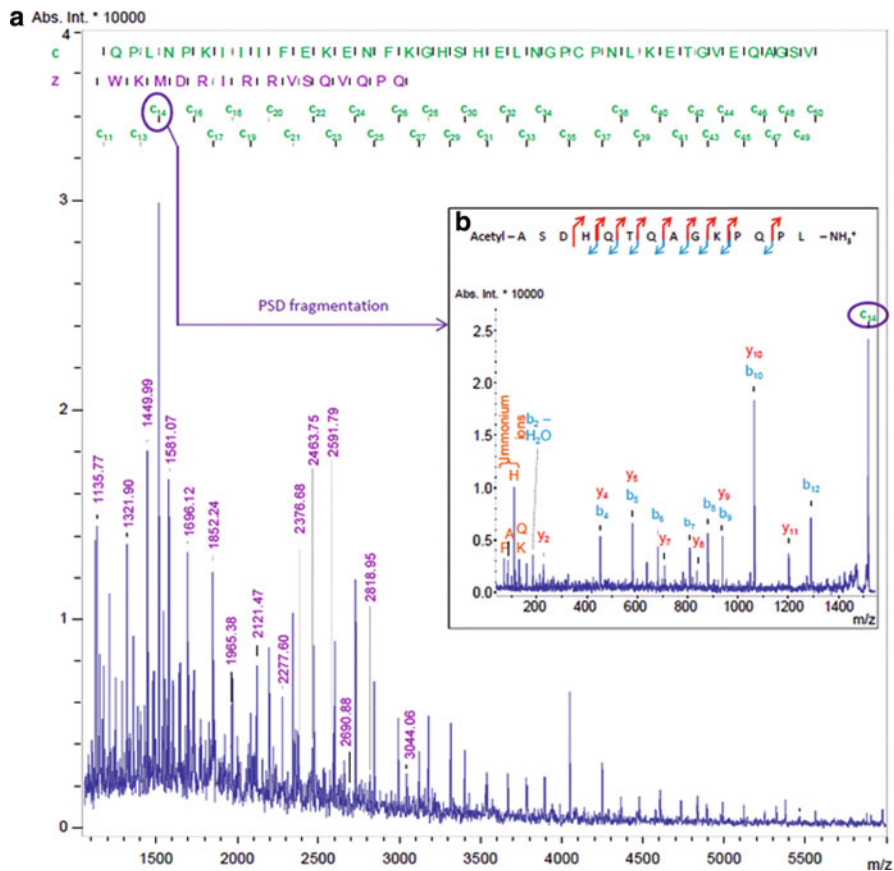 a Abs. Int. * 10000
c Q P L N P K I I I F E K E N F K G H S H E L N G P C P N L K E T G V E Q A G S V
z W K M D R I R R V S Q V Q P Q
c14 c16 c18 c20 c22 c24 c26 c28 c30 c32 c34 c38 c40 c42 c44 c46 c48 c50
c11 c13 c17 c19 c21 c23 c25 c27 c29 c31 c33 c35 c37 c39 c41 c43 c45 c47 c49
4
3
2
1
0
1135.77
1321.90
1449.99
1581.07
1696.12
1852.24
1965.38
2121.47
2277.60
2376.68
2463.75
2591.79
2690.88
2818.95
3044.06
1500 2000 2500 3000 3500 4000 4500 5000 5500
m/z
PSD fragmentation
b
Acetyl – A S D H Q T Q A G K P Q P L – NH3+
Abs. Int. * 10000
2.5
2.0
1.5
1.0
0.5
0.0
Immonium ions
P A H Q K
b2 – H2O
y2
y4 b4
y5 b5
b6
y7
b7
y8
b8
y9 b9
y10 b10
y11
b12
c14
200 400 600 800 1000 1200 1400
m/z